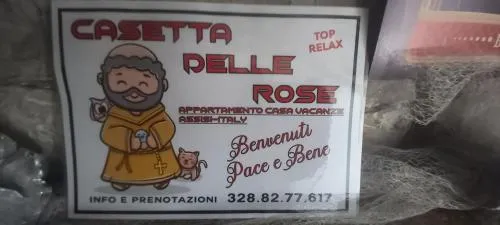 CASETTA
TOP
RELAX
DELLE
ROSE
APPARTAMENTO CASA VACANZE
ASSISI-ITALY
Benvenuti
Pace e Bene
INFO E PRENOTAZIONI 328.82.77.617